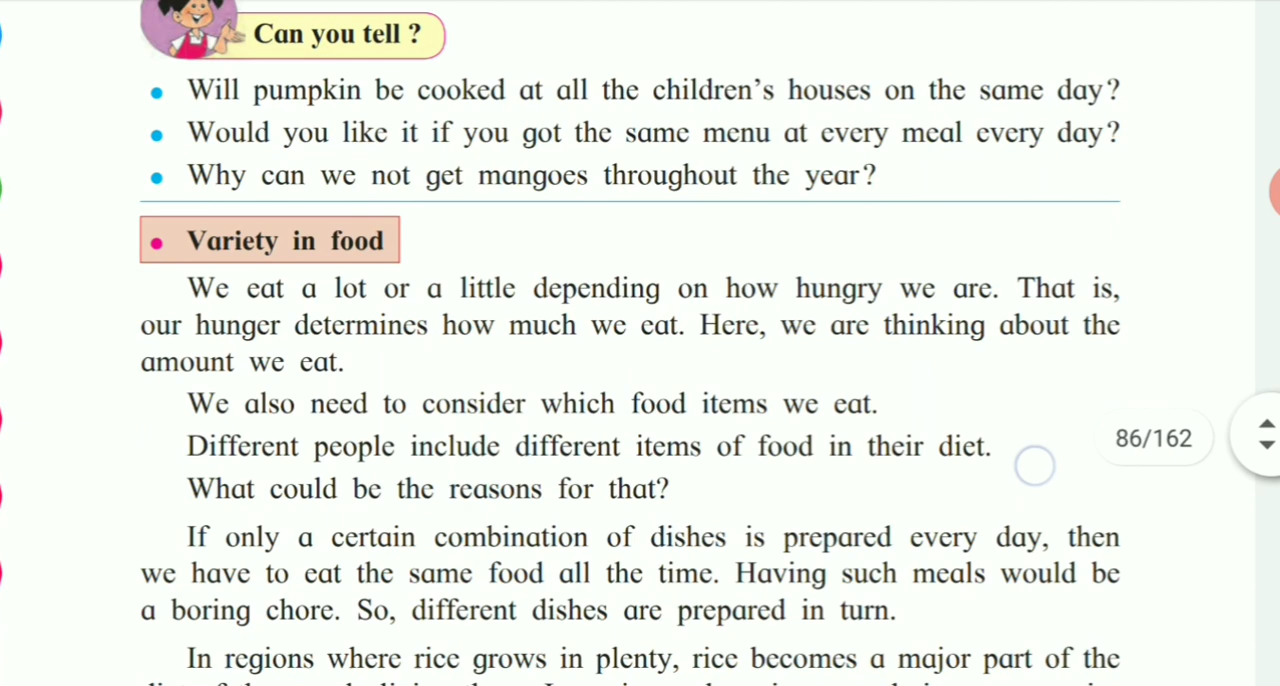 Can you tell ?
• Will pumpkin be cooked at all the children's houses on the same day?
• Would you like it if you got the same menu at every meal every day?
• Why can we not get mangoes throughout the year?
• Variety in food
We eat a lot or a little depending on how hungry we are. That is,
our hunger determines how much we eat. Here, we are thinking about the
amount we eat.
We also need to consider which food items we eat.
Different people include different items of food in their diet.
86/162
What could be the reasons for that?
If only a certain combination of dishes is prepared every day, then
we have to eat the same food all the time. Having such meals would be
a boring chore. So, different dishes are prepared in turn.
In regions where rice grows in plenty, rice becomes a major part of the